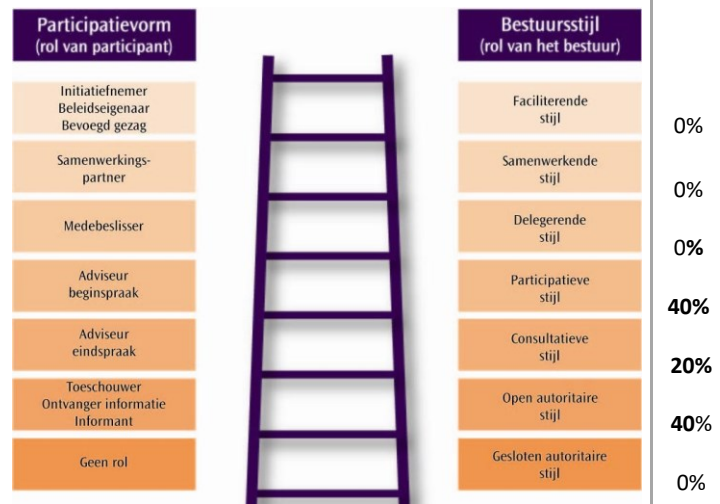 Participatievorm
(rol van participant)
Bestuursstijl
(rol van het bestuur)
Initiatiefnemer
Beleidseigenaar
Bevoegd gezag
Faciliterende
stijl
0%
Samenwerkings-
partner
Samenwerkende
stijl
0%
Medebeslisser
Delegerende
stijl
0%
Adviseur
beginspraak
Participatieve
stijl
40%
Adviseur
eindspraak
Consultatieve
stijl
20%
Toeschouwer
Ontvanger informatie
Informant
Open autoritaire
stijl
40%
Geen rol
Gesloten autoritaire
stijl
0%